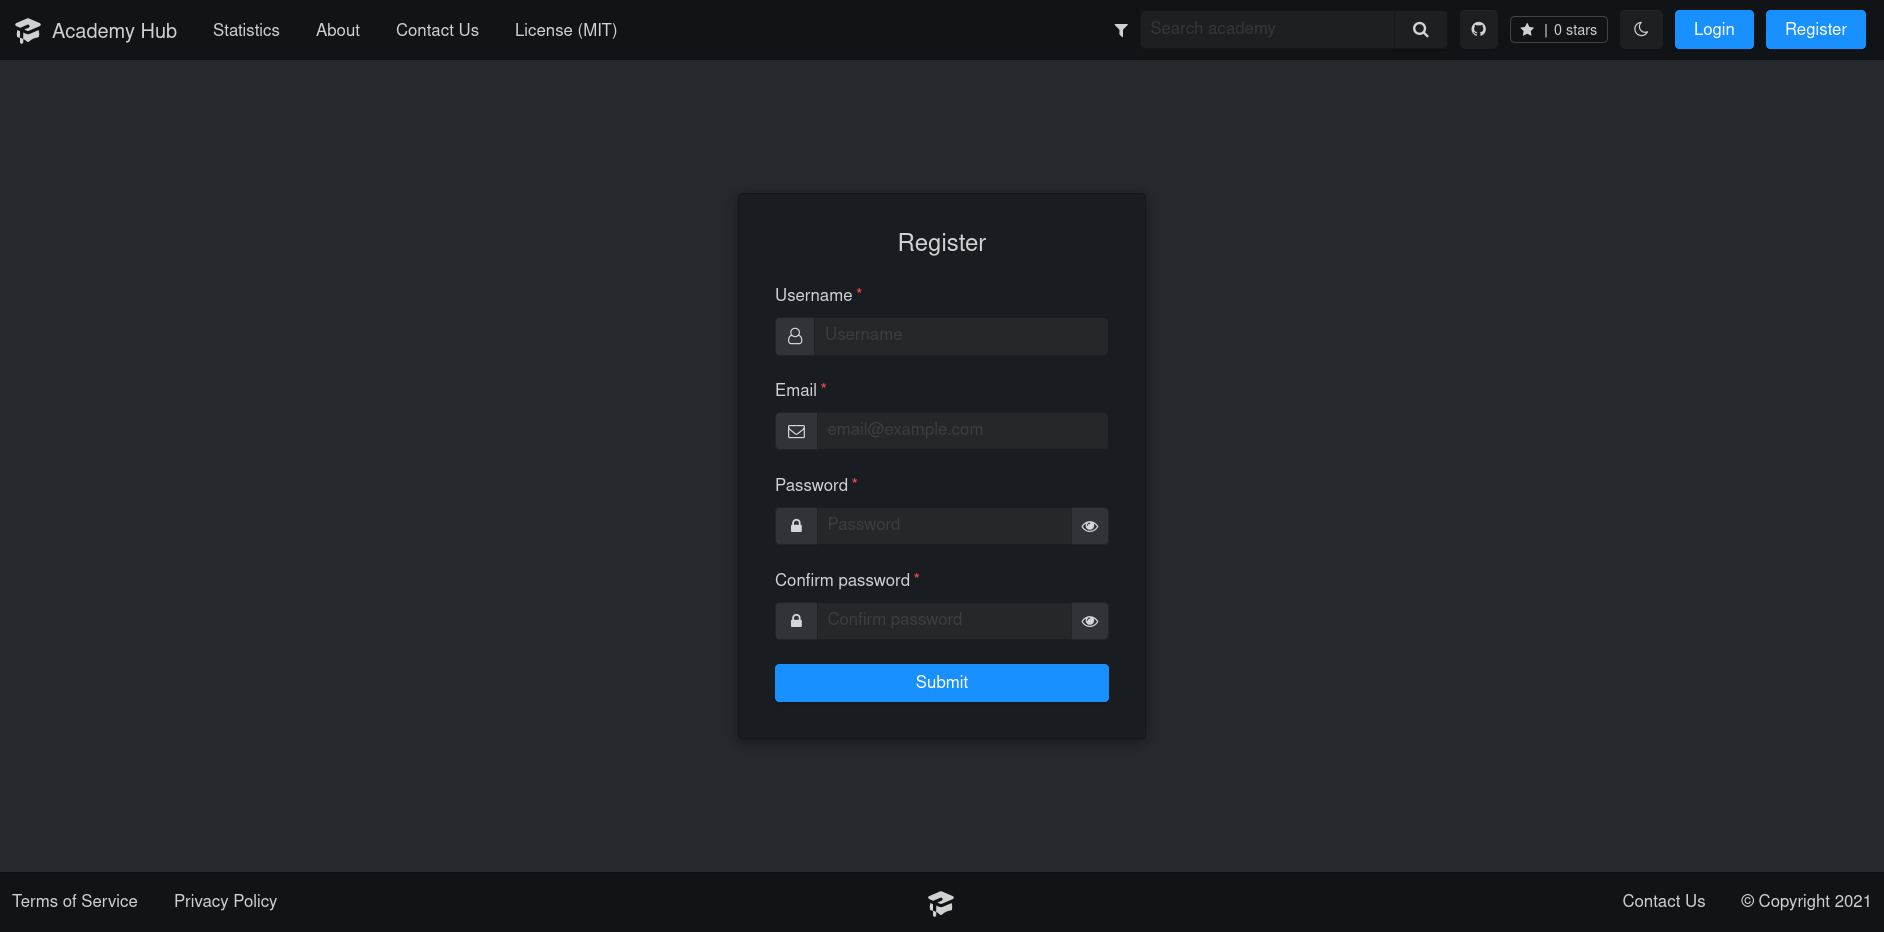 Academy Hub Statistics About Contact Us License (MIT) Search academy | 0 stars Login Register
Register
Username *
Username
Email *
email@example.com
Password *
Password
Confirm password *
Confirm password
Submit
Terms of Service Privacy Policy Contact Us © Copyright 2021